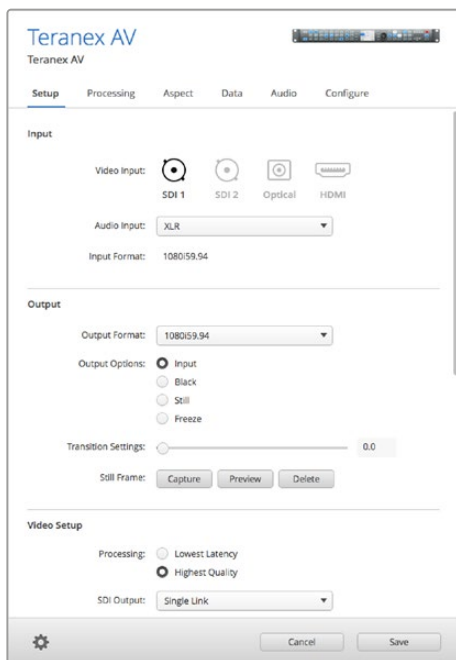 Teranex AV
Teranex AV
Setup Processing Aspect Data Audio Configure
Input
Video Input:
SDI 1 SDI 2 Optical HDMI
Audio Input: XLR
Input Format: 1080i59.94
Output
Output Format: 1080i59.94
Output Options: Input
Black
Still
Freeze
Transition Settings: 0.0
Still Frame: Capture Preview Delete
Video Setup
Processing: Lowest Latency
Highest Quality
SDI Output: Single Link
Cancel Save